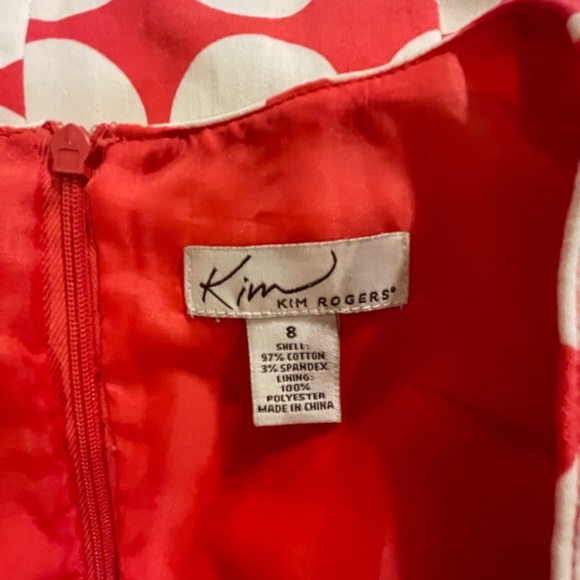 Kim
KIM ROGERS®
8
SHELL:
97% COTTON
3% SPANDEX
LINING:
100%
POLYESTER
MADE IN CHINA